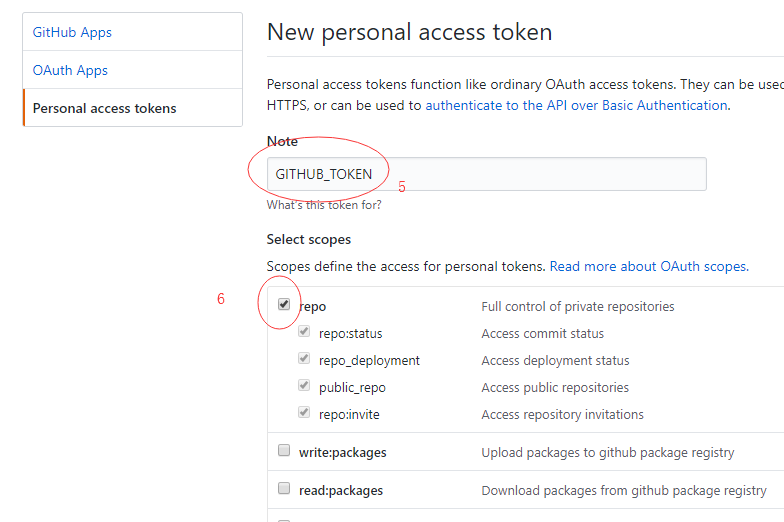 GitHub Apps
OAuth Apps
Personal access tokens
New personal access token
Personal access tokens function like ordinary OAuth access tokens. They can be used
HTTPS, or can be used to authenticate to the API over Basic Authentication.
Note
GITHUB_TOKEN
5
What's this token for?
Select scopes
Scopes define the access for personal tokens. Read more about OAuth scopes.
6
repo Full control of private repositories
repo:status Access commit status
repo_deployment Access deployment status
public_repo Access public repositories
repo:invite Access repository invitations
write:packages Upload packages to github package registry
read:packages Download packages from github package registry